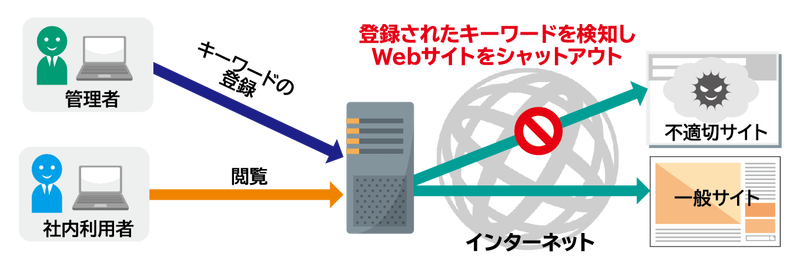 登録されたキーワードを検知し
Webサイトをシャットアウト
キーワードの
登録
管理者
閲覧
社内利用者
インターネット
不適切サイト
一般サイト